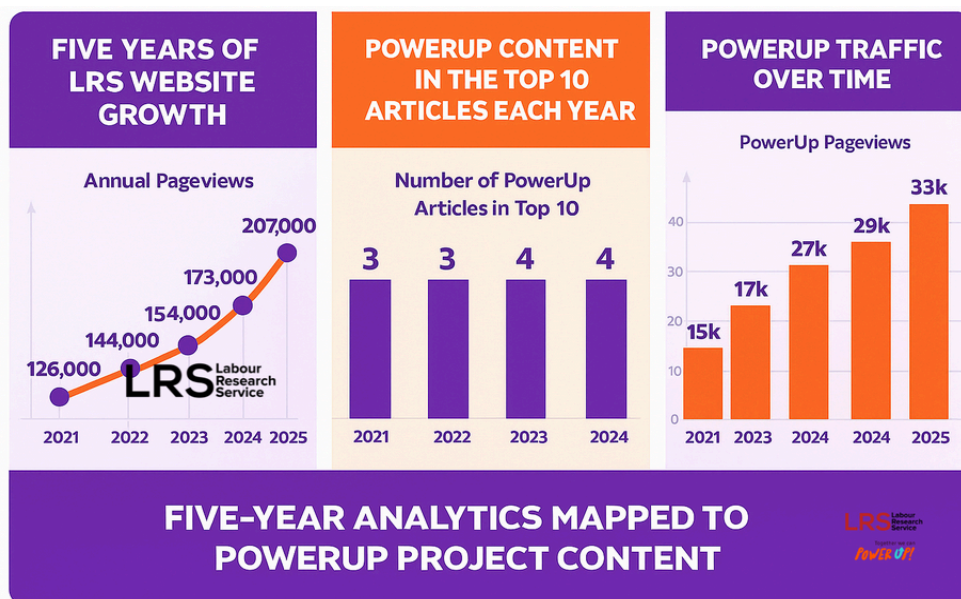 FIVE YEARS OF
LRS WEBSITE
GROWTH
Annual Pageviews
207,000
173,000
154,000
144,000
126,000
LRS Labour
Research
Service
2021 2022 2023 2024 2025
POWERUP CONTENT
IN THE TOP 10
ARTICLES EACH YEAR
Number of PowerUp
Articles in Top 10
3 3 4 4
2021 2022 2023 2024
POWERUP TRAFFIC
OVER TIME
PowerUp Pageviews
33k
29k
27k
17k
15k
40
30
20
10
0
2021 2023 2024 2024 2025
FIVE-YEAR ANALYTICS MAPPED TO
POWERUP PROJECT CONTENT
LRS Labour
Research
Service
Together we can
POWER UP!